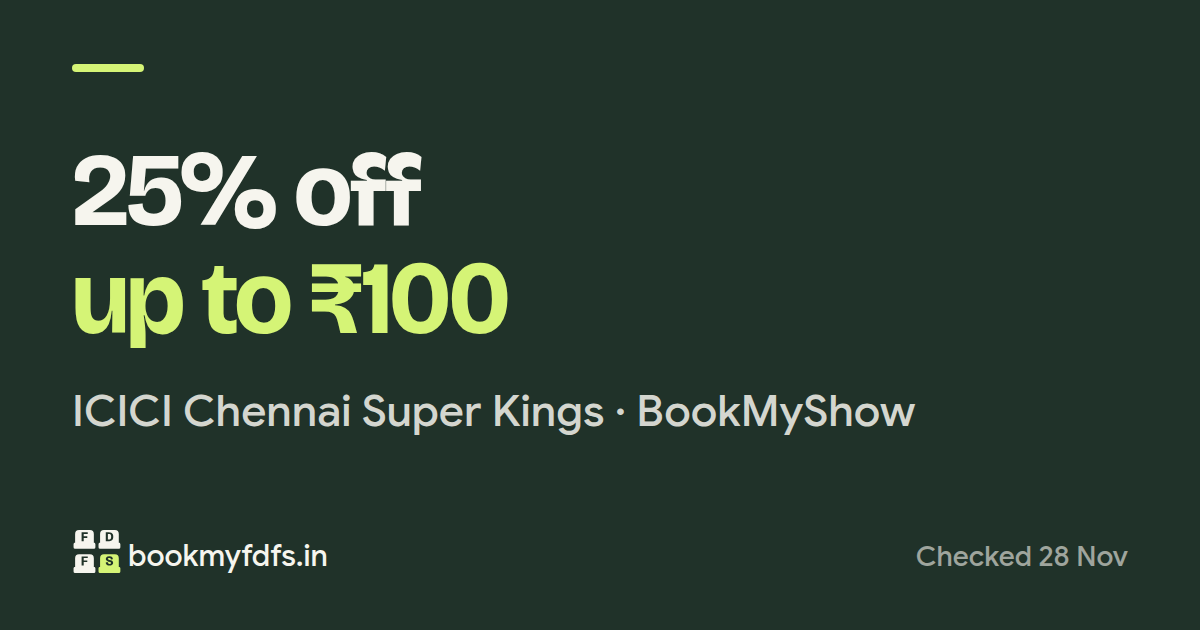 25% off
up to ₹100
ICICI Chennai Super Kings · BookMyShow
F D
F S
bookmyfdfs.in
Checked 28 Nov